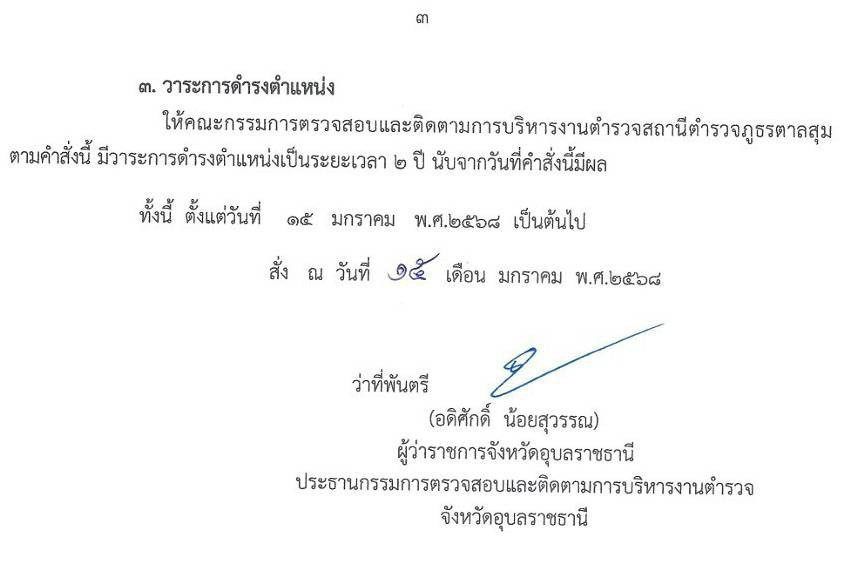 ๓
๓. วาระการดำรงตำแหน่ง
ให้คณะกรรมการตรวจสอบและติดตามการบริหารงานตำรวจสถานีตำรวจภูธรตาลสุม
ตามคำสั่งนี้ มีวาระการดำรงตำแหน่งเป็นระยะเวลา ๒ ปี นับจากวันที่คำสั่งนี้มีผล
ทั้งนี้ ตั้งแต่วันที่ ๑๕ มกราคม พ.ศ.๒๕๖๘ เป็นต้นไป
สั่ง ณ วันที่ ๑๕ เดือน มกราคม พ.ศ.๒๕๖๘
ว่าที่พันตรี
(อดิศักดิ์ น้อยสุวรรณ)
ผู้ว่าราชการจังหวัดอุบลราชธานี
ประธานกรรมการตรวจสอบและติดตามการบริหารงานตำรวจ
จังหวัดอุบลราชธานี